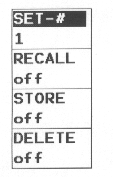 SET-#
1
RECALL
off
STORE
off
DELETE
off